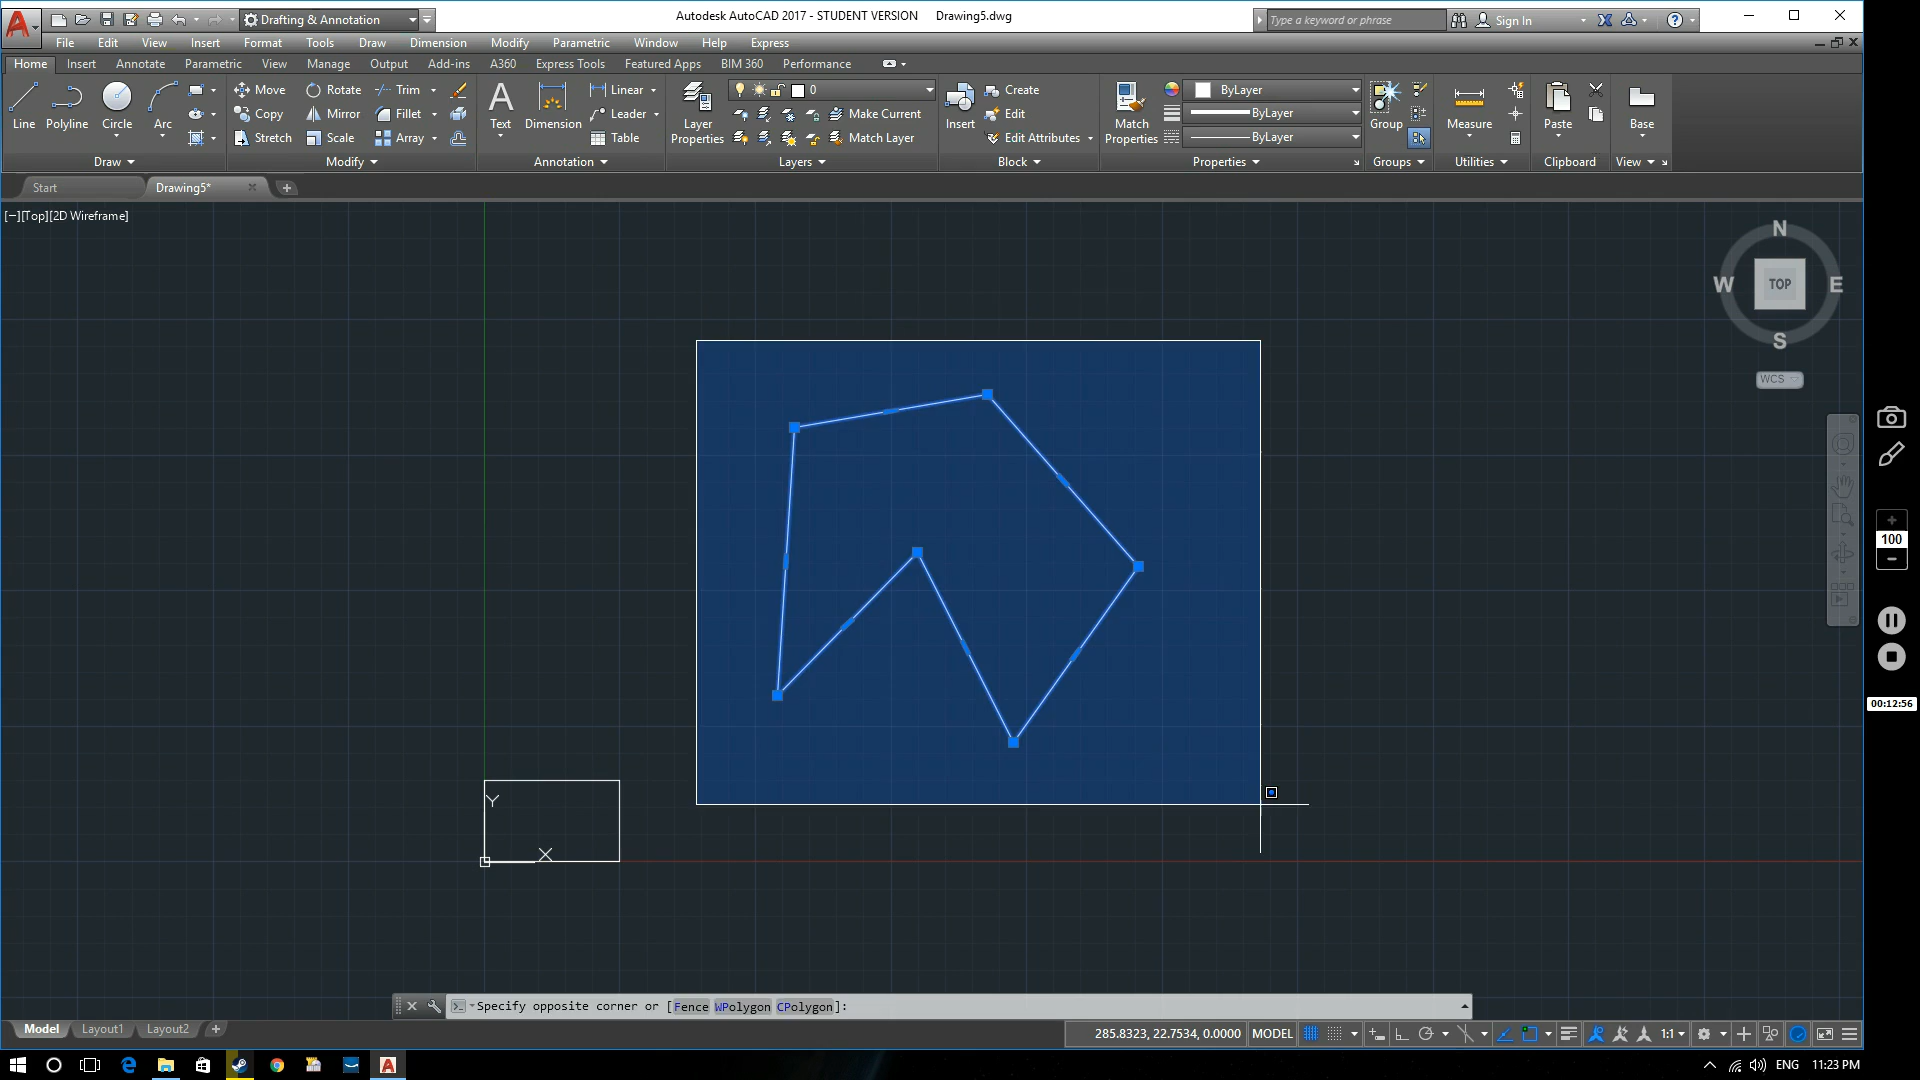 Drafting & Annotation
Autodesk AutoCAD 2017 - STUDENT VERSION Drawing5.dwg
Type a keyword or phrase
Sign In
File Edit View Insert Format Tools Draw Dimension Modify Parametric Window Help Express
Home Insert Annotate Parametric View Manage Output Add-ins A360 Express Tools Featured Apps BIM 360 Performance
Line Polyline Circle Arc
Move Rotate Trim
Copy Mirror Fillet
Stretch Scale Array
A Text Dimension
Linear
Leader
Table
Layer Properties
0
Make Current
Match Layer
Insert
Create
Edit
Edit Attributes
Match Properties
ByLayer
ByLayer
ByLayer
Group
Measure
Paste
Base
Draw Modify Annotation Layers Block Properties Groups Utilities Clipboard View
Start Drawing5*
[−][Top][2D Wireframe]
N
W TOP E
S
WCS
100
00:12:56
Y
X
Specify opposite corner or [Fence WPolygon CPolygon]:
Model Layout1 Layout2
285.8323, 22.7534, 0.0000 MODEL 1:1
ENG 11:23 PM